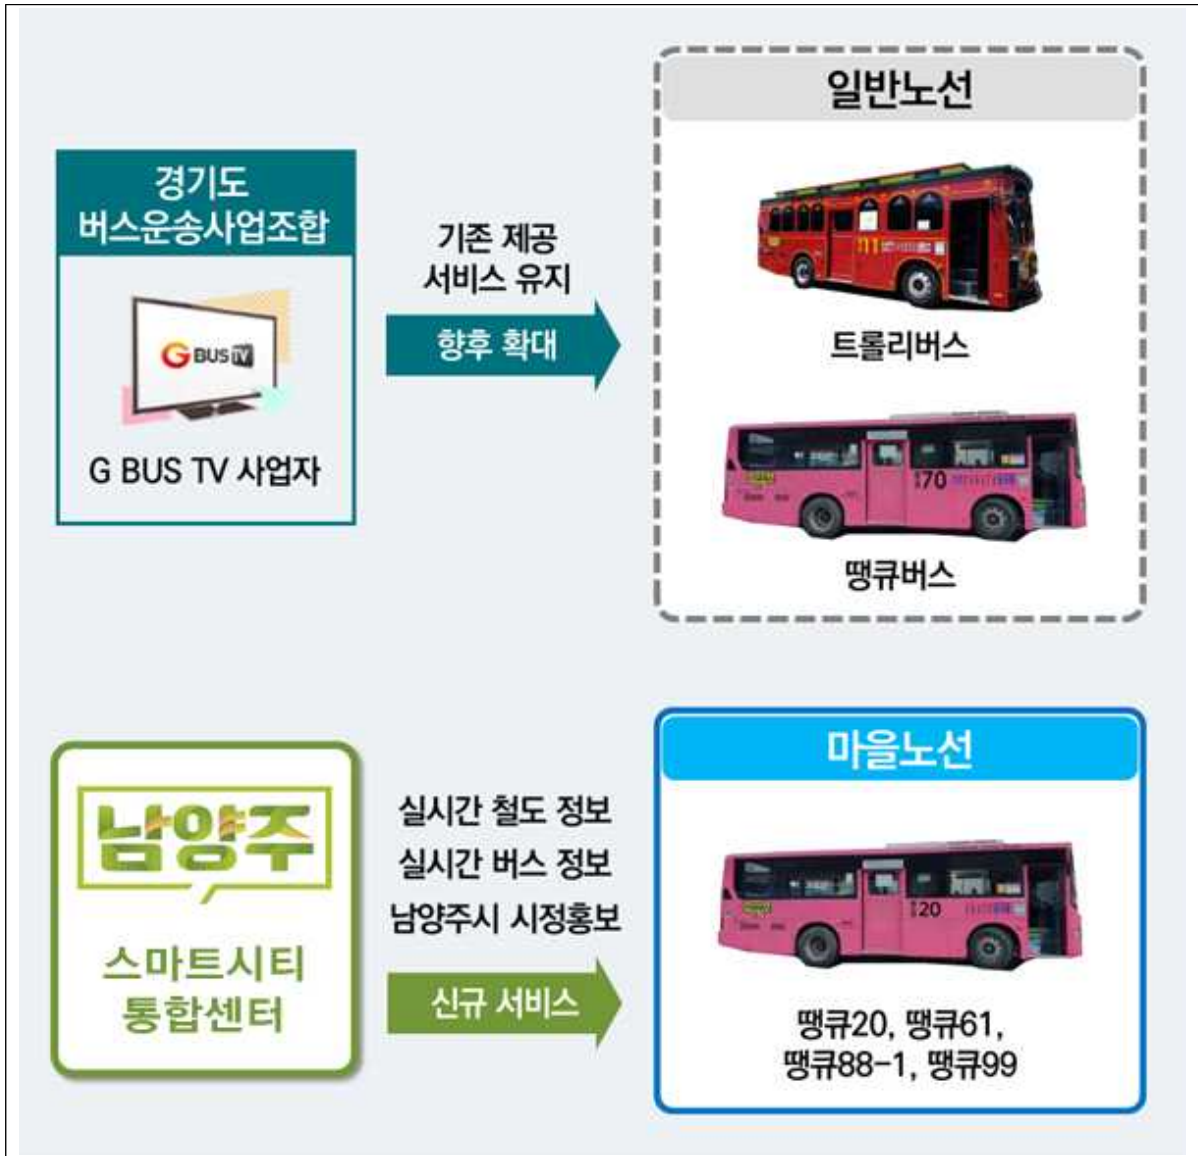 경기도
버스운송사업조합
G BUS TV
G BUS TV 사업자
기존 제공
서비스 유지
향후 확대
일반노선
11
트롤리버스
70
땡큐버스
남양주
스마트시티
통합센터
실시간 철도 정보
실시간 버스 정보
남양주시 시정홍보
신규 서비스
마을노선
20
땡큐20, 땡큐61,
땡큐88-1, 땡큐99